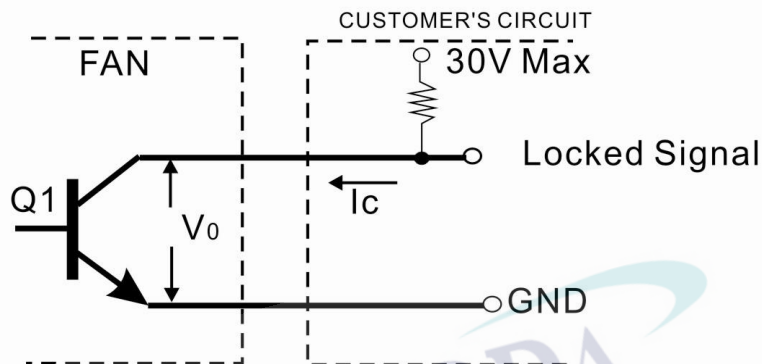 CUSTOMER'S CIRCUIT
FAN
30V Max
Locked Signal
Q1
Ic
V0
GND